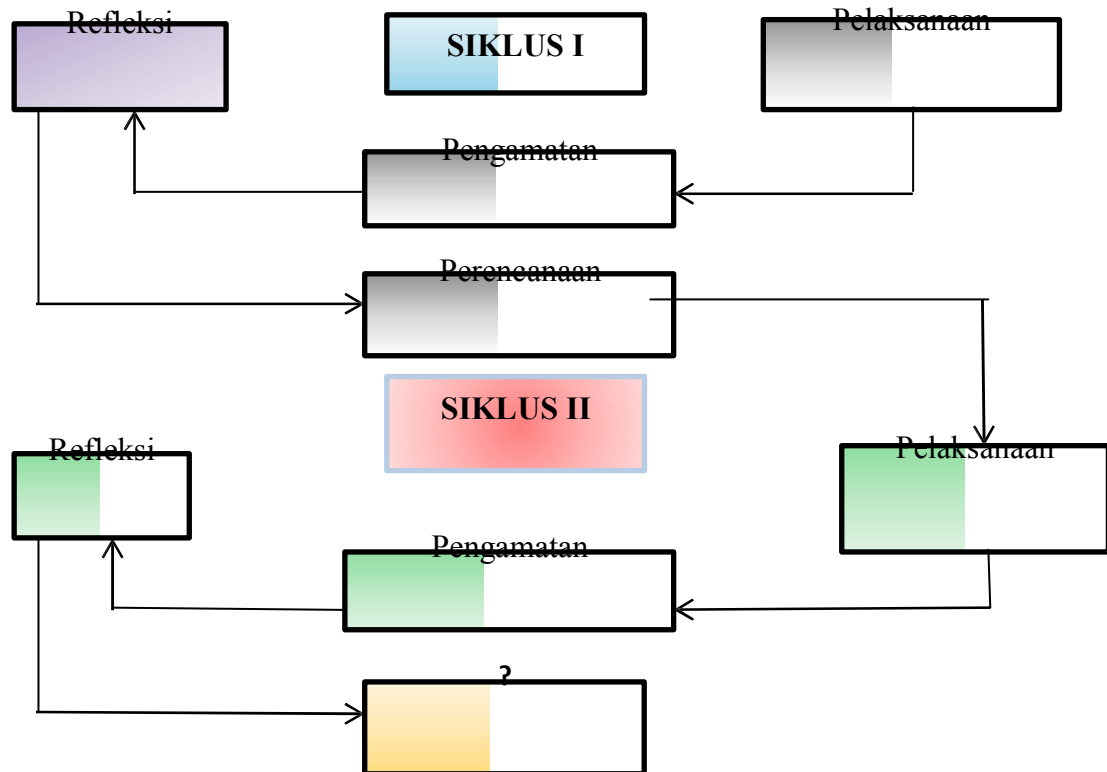 Refleksi
SIKLUS I
Pelaksanaan
Pengamatan
Perencanaan
SIKLUS II
Refleksi
Pelaksanaan
Pengamatan
?